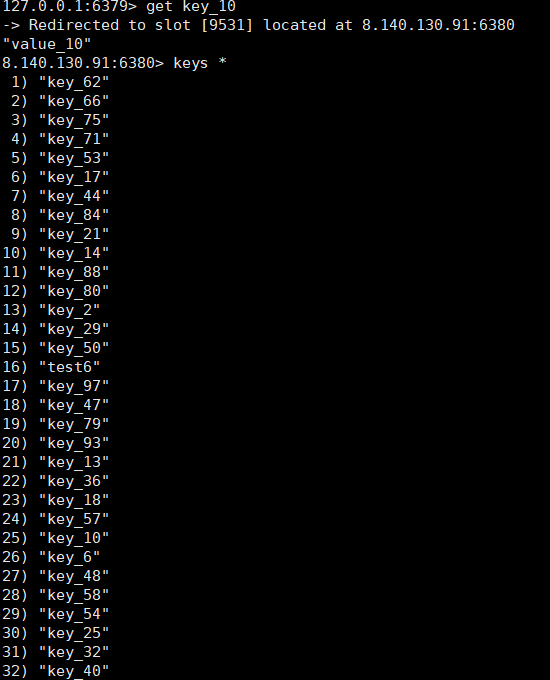 127.0.0.1:6379> get key_10
-> Redirected to slot [9531] located at 8.140.130.91:6380
"value_10"
8.140.130.91:6380> keys *
1) "key_62"
2) "key_66"
3) "key_75"
4) "key_71"
5) "key_53"
6) "key_17"
7) "key_44"
8) "key_84"
9) "key_21"
10) "key_14"
11) "key_88"
12) "key_80"
13) "key_2"
14) "key_29"
15) "key_50"
16) "test6"
17) "key_97"
18) "key_47"
19) "key_79"
20) "key_93"
21) "key_13"
22) "key_36"
23) "key_18"
24) "key_57"
25) "key_10"
26) "key_6"
27) "key_48"
28) "key_58"
29) "key_54"
30) "key_25"
31) "key_32"
32) "key_40"